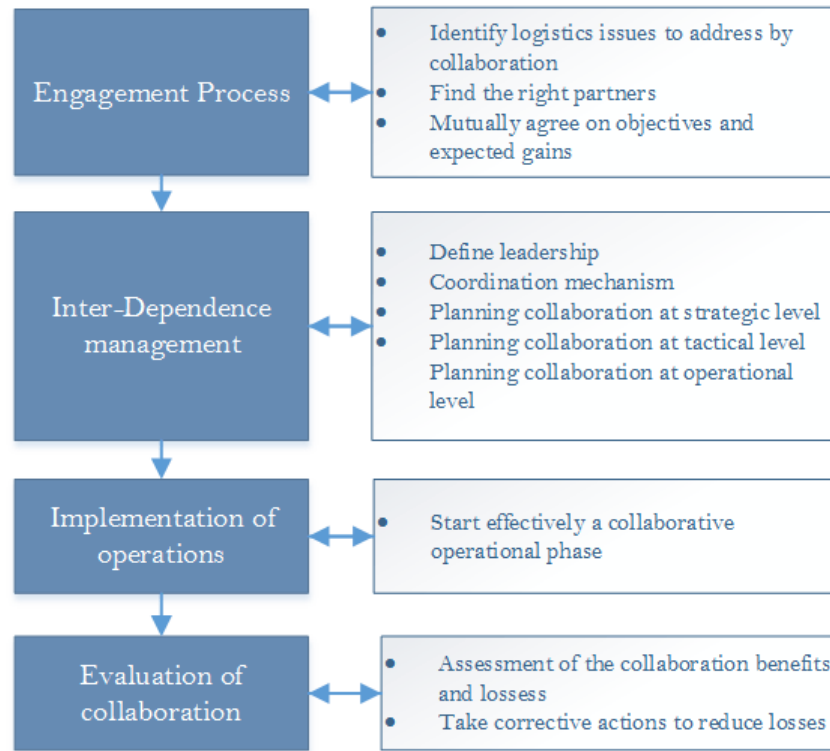 Engagement Process
• Identify logistics issues to address by
collaboration
• Find the right partners
• Mutually agree on objectives and
expected gains
Inter-Dependence
management
• Define leadership
• Coordination mechanism
• Planning collaboration at strategic level
• Planning collaboration at tactical level
Planning collaboration at operational
level
Implementation of
operations
• Start effectively a collaborative
operational phase
Evaluation of
collaboration
• Assessment of the collaboration benefits
and lossess
• Take corrective actions to reduce losses